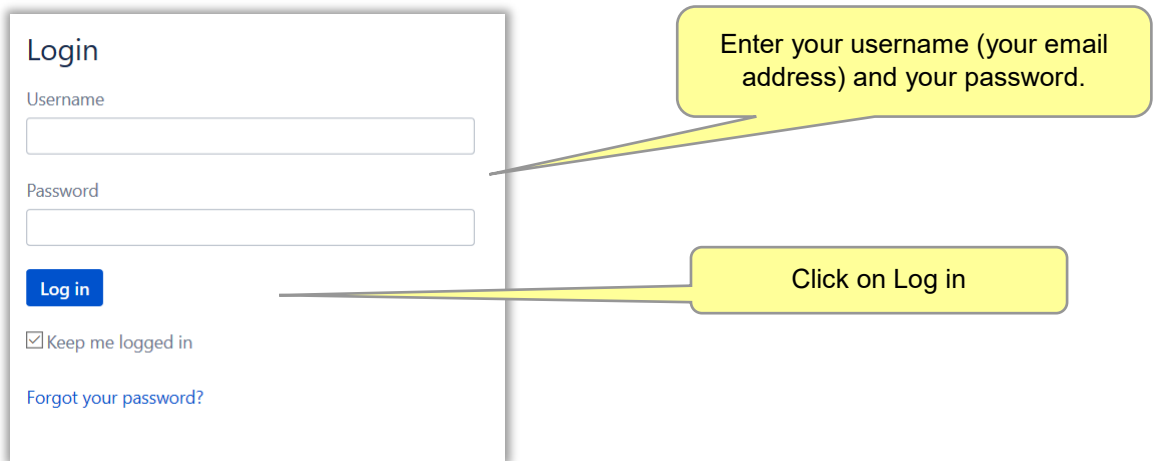 Login
Username
Password
Log in
Keep me logged in
Forgot your password?
Enter your username (your email
address) and your password.
Click on Log in